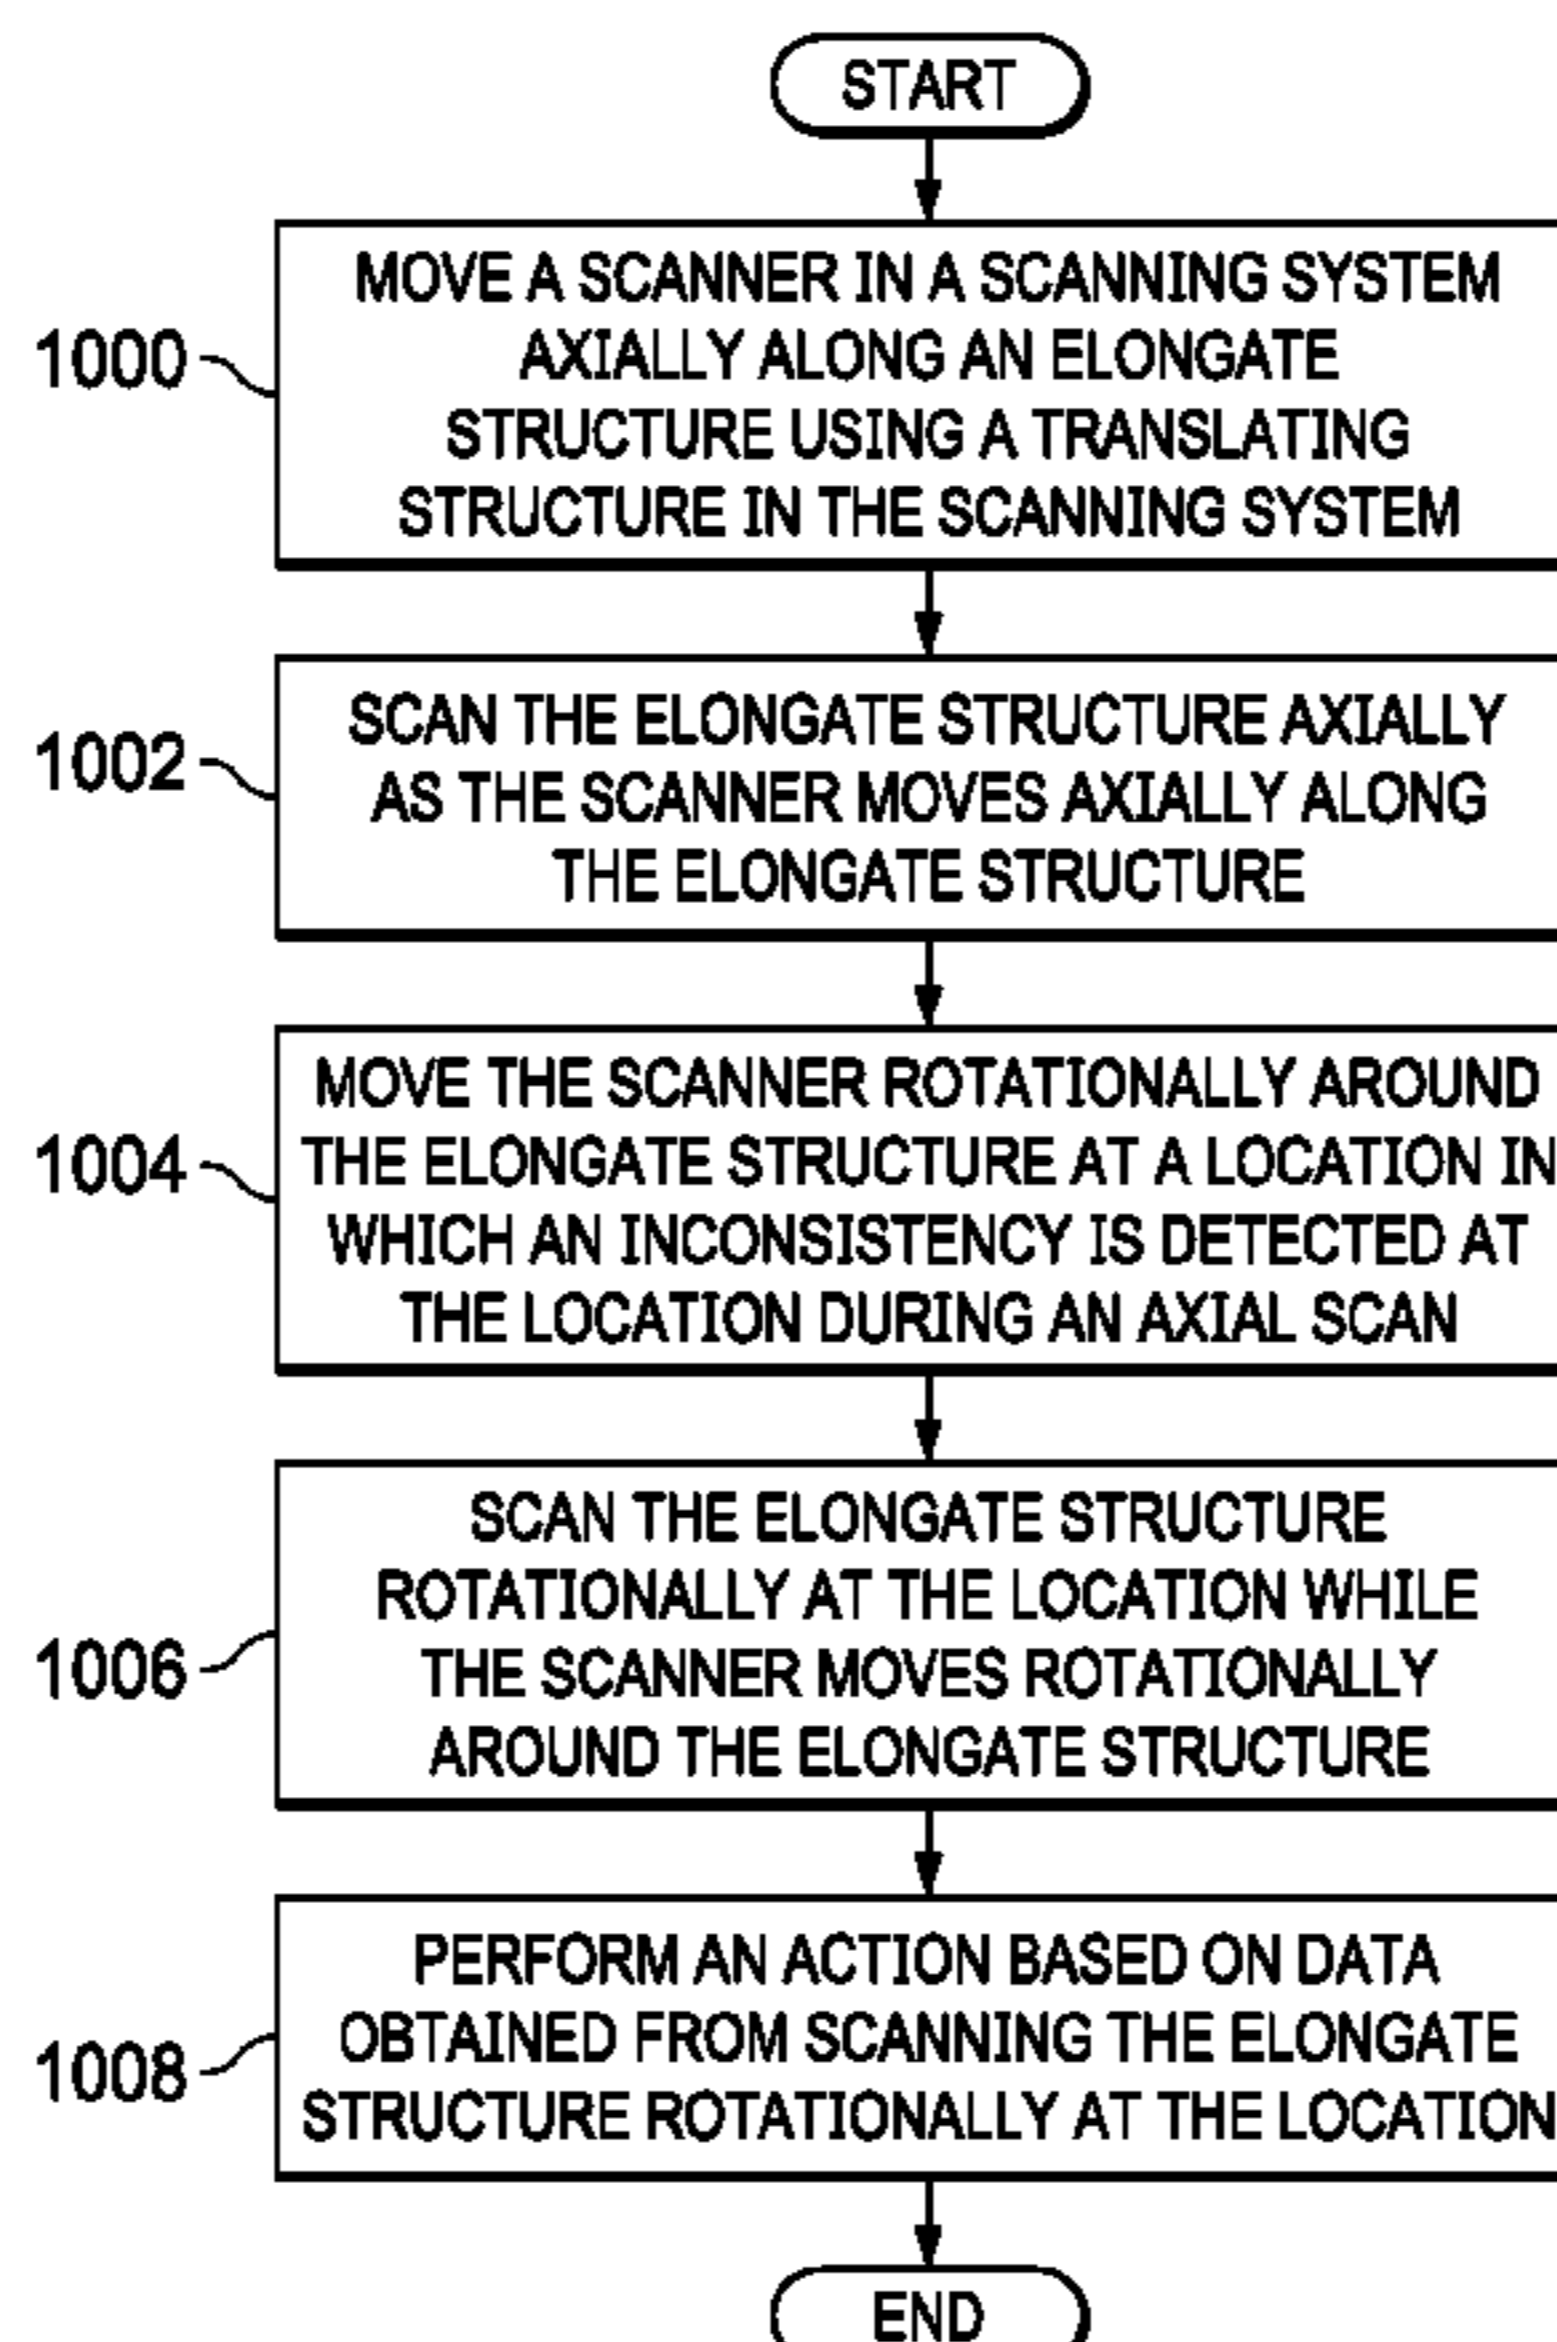 START
1000
MOVE A SCANNER IN A SCANNING SYSTEM
AXIALLY ALONG AN ELONGATE
STRUCTURE USING A TRANSLATING
STRUCTURE IN THE SCANNING SYSTEM
1002
SCAN THE ELONGATE STRUCTURE AXIALLY
AS THE SCANNER MOVES AXIALLY ALONG
THE ELONGATE STRUCTURE
1004
MOVE THE SCANNER ROTATIONALLY AROUND
THE ELONGATE STRUCTURE AT A LOCATION IN
WHICH AN INCONSISTENCY IS DETECTED AT
THE LOCATION DURING AN AXIAL SCAN
1006
SCAN THE ELONGATE STRUCTURE
ROTATIONALLY AT THE LOCATION WHILE
THE SCANNER MOVES ROTATIONALLY
AROUND THE ELONGATE STRUCTURE
1008
PERFORM AN ACTION BASED ON DATA
OBTAINED FROM SCANNING THE ELONGATE
STRUCTURE ROTATIONALLY AT THE LOCATION
END